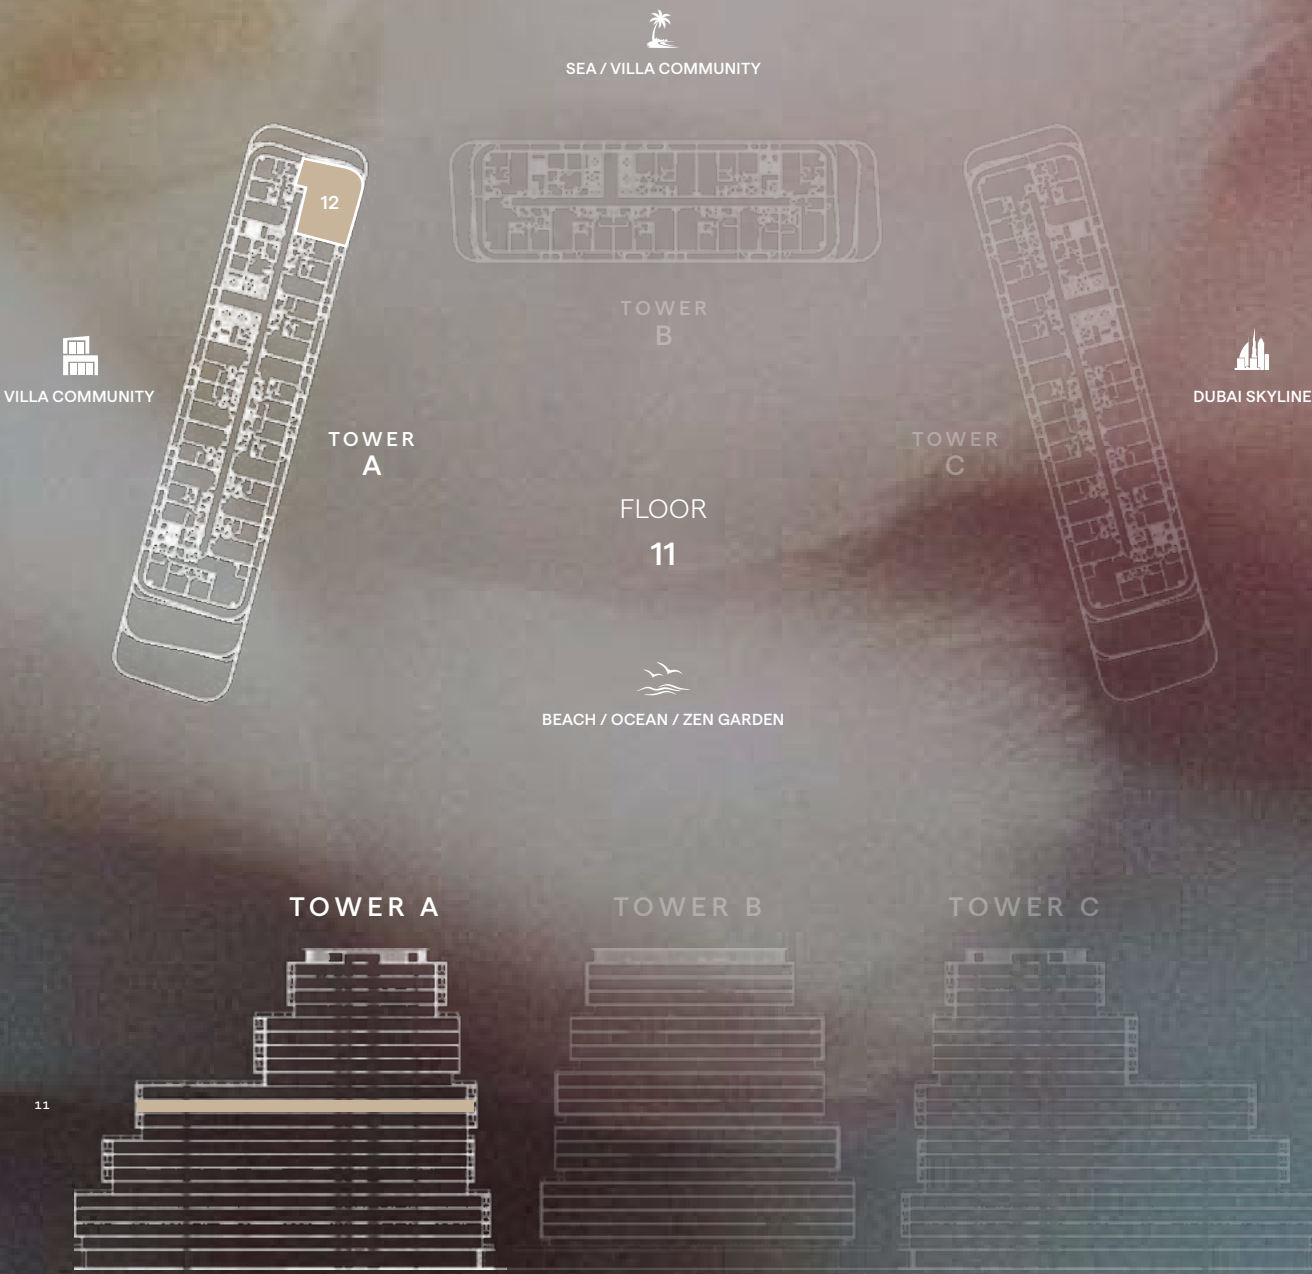 SEA / VILLA COMMUNITY
12
TOWER
B
VILLA COMMUNITY
DUBAI SKYLINE
TOWER
A
TOWER
C
FLOOR
11
BEACH / OCEAN / ZEN GARDEN
TOWER A
TOWER B
TOWER C
11